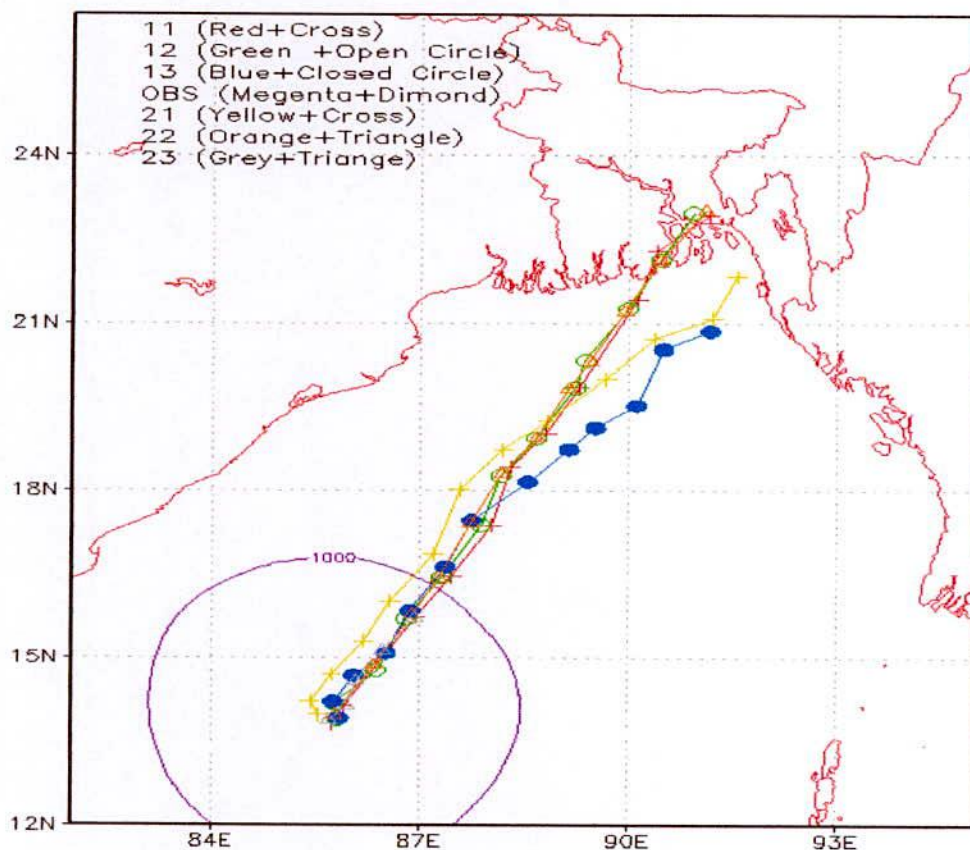 11 (Red+Cross)
12 (Green +Open Circle)
13 (Blue+Closed Circle)
OBS (Megenta+Dimond)
21 (Yellow+Cross)
22 (Orange+Triangle)
23 (Grey+Triange)
24N
21N
18N
1000
15N
12N
84E 87E 90E 93E